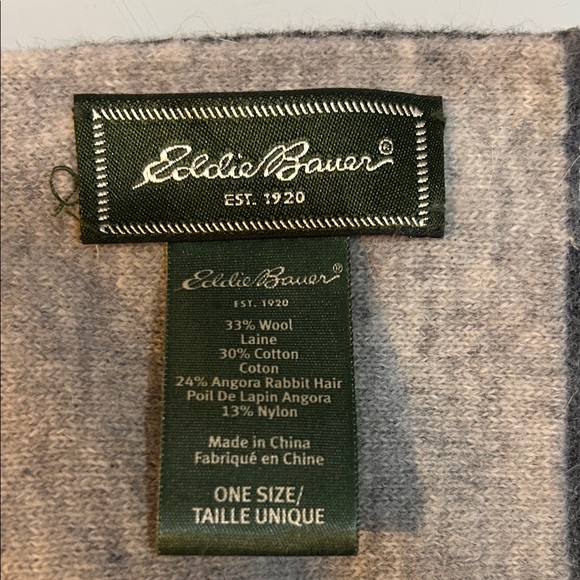 Eddie Bauer®
EST. 1920
Eddie Bauer®
EST. 1920
33% Wool
Laine
30% Cotton
Coton
24% Angora Rabbit Hair
Poil De Lapin Angora
13% Nylon
Made in China
Fabriqué en Chine
ONE SIZE/
TAILLE UNIQUE